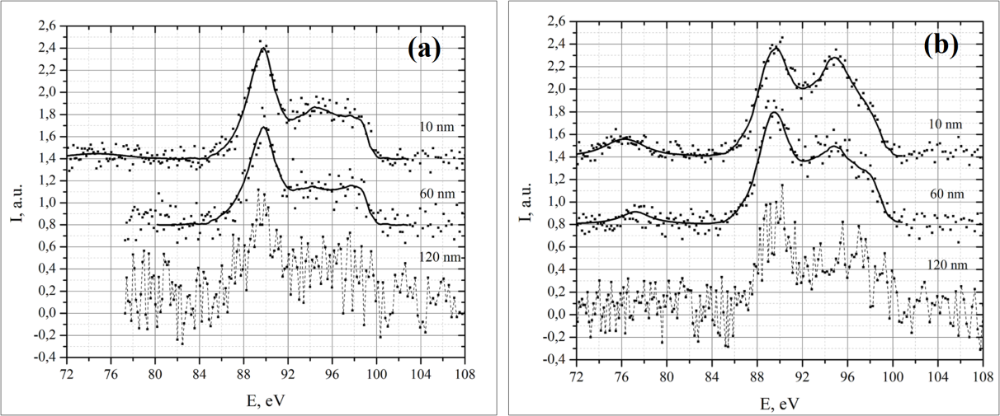 (a)
2,6
2,4
2,2
2,0
1,8
1,6
1,4
1,2
1,0
0,8
0,6
0,4
0,2
0,0
-0,2
-0,4
I, a.u.
10 nm
60 nm
120 nm
72 76 80 84 88 92 96 100 104 108
E, eV
(b)
2,6
2,4
2,2
2,0
1,8
1,6
1,4
1,2
1,0
0,8
0,6
0,4
0,2
0,0
-0,2
-0,4
I, a.u.
10 nm
60 nm
120 nm
72 76 80 84 88 92 96 100 104 108
E, eV